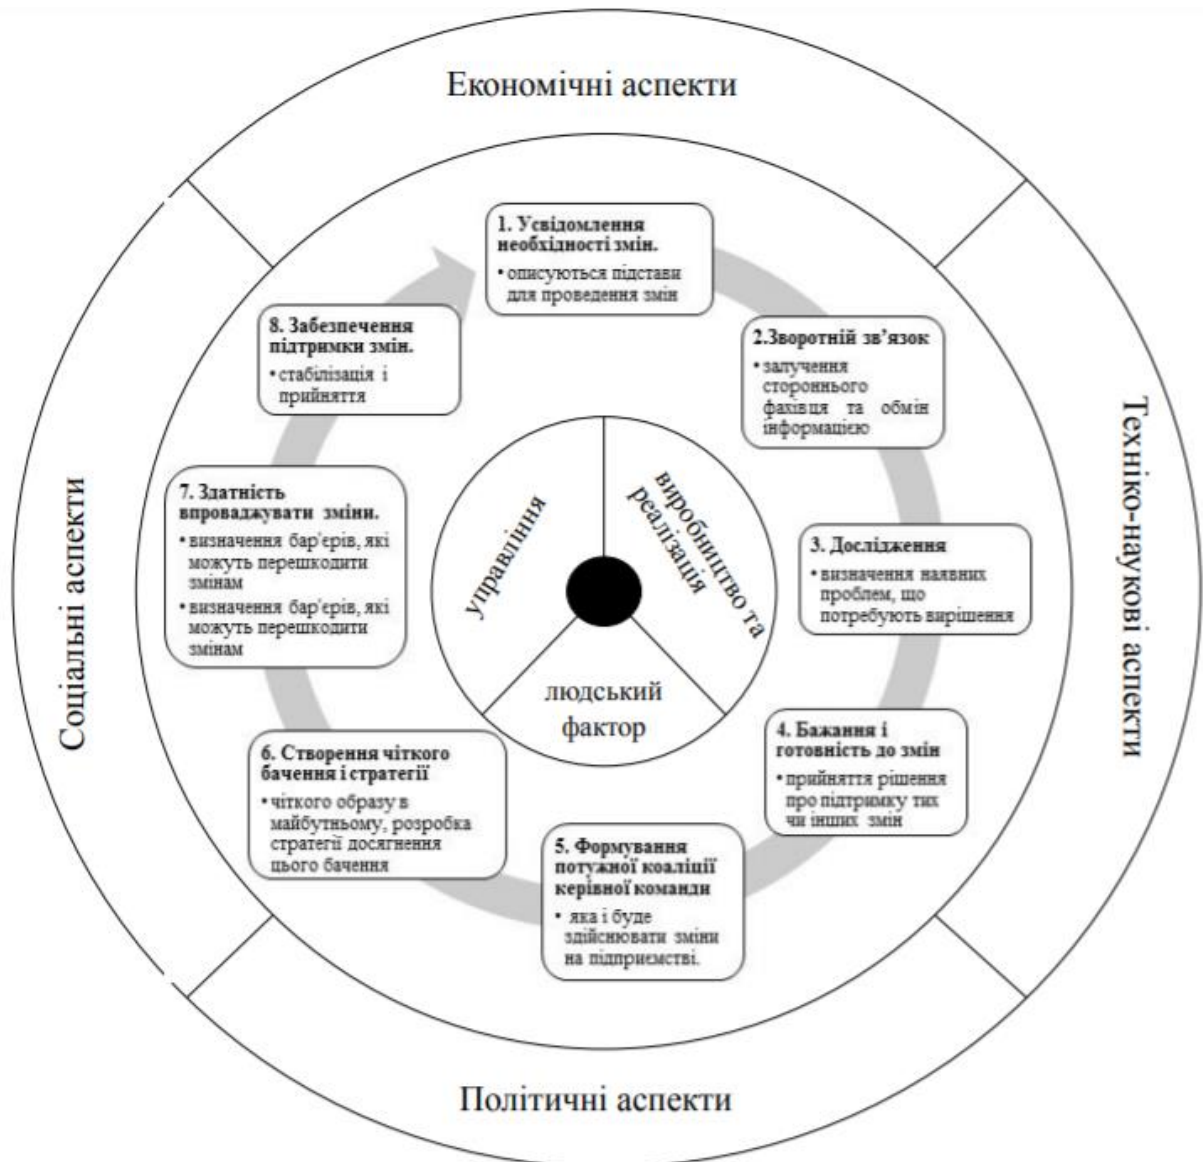 Економічні аспекти
1. Усвідомлення
необхідності змін.
• описуються підстави
для проведення змін
2.Зворотній зв’язок
• залучення
стороннього
фахівця та обмін
інформацією
3. Дослідження
• визначення наявних
проблем, що
потребують вирішення
4. Бажання і
готовність до змін
• прийняття рішення
про підтримку тих
чи інших змін
5. Формування
потужної коаліції
керівної команди
• яка і буде
здійснювати зміни
на підприємстві.
6. Створення чіткого
бачення і стратегії
• чіткого образу в
майбутньому, розробка
стратегії досягнення
цього бачення
7. Здатність
впроваджувати зміни.
• визначення бар'єрів, які
можуть перешкодити
змінам
• визначення бар'єрів, які
можуть перешкодити
змінам
8. Забезпечення
підтримки змін.
• стабілізація і
прийняття
управління
виробництво та
реалізація
людський
фактор
Техніко-наукові аспекти
Політичні аспекти
Соціальні аспекти